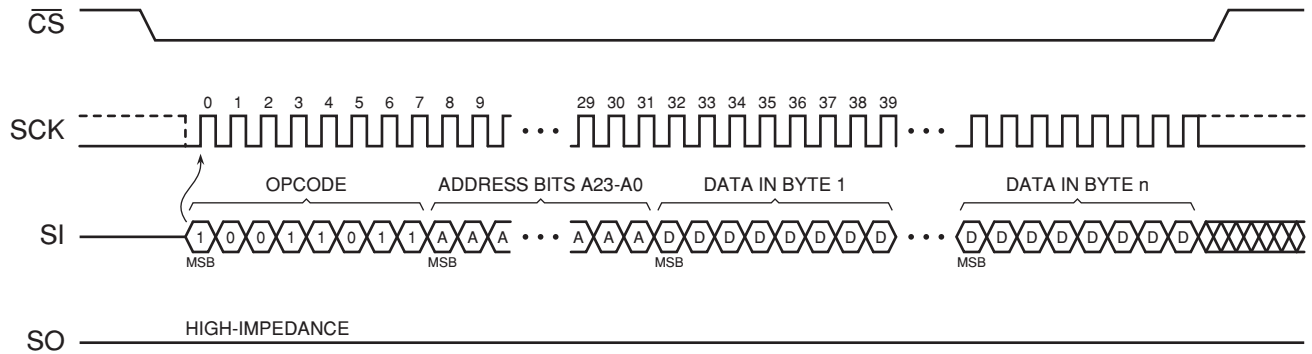 CS
0 1 2 3 4 5 6 7 8 9 29 30 31 32 33 34 35 36 37 38 39
SCK
OPCODE ADDRESS BITS A23-A0 DATA IN BYTE 1 DATA IN BYTE n
SI 1 0 0 1 1 0 1 1 A A A A A A D D D D D D D D D D D D D D D D
MSB MSB MSB MSB
HIGH-IMPEDANCE
SO